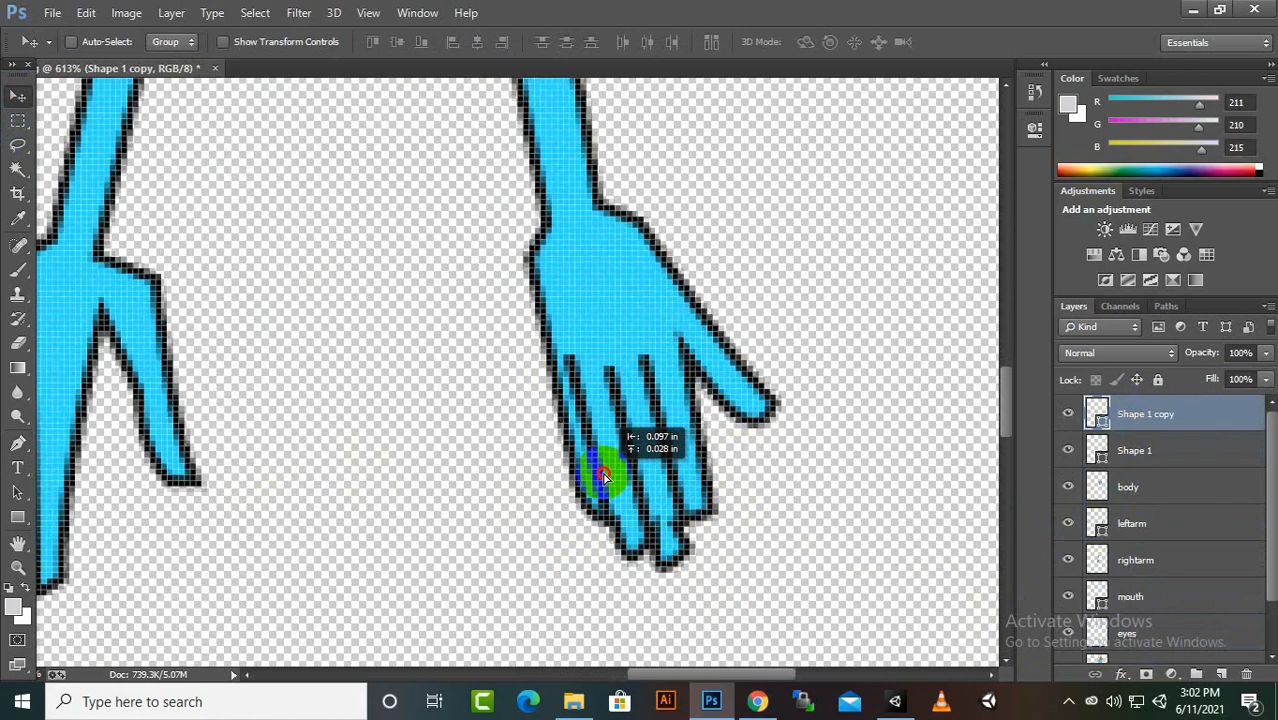 Ps File Edit Image Layer Type Select Filter 3D View Window Help
Auto-Select: Group Show Transform Controls 3D Mode: Essentials
@ 613% (Shape 1 copy, RGB/8) *
Color Swatches
R 211
G 210
B 215
Adjustments Styles
Add an adjustment
Layers Channels Paths
Kind
Normal Opacity: 100%
Lock: Fill: 100%
Shape 1 copy
Shape 1
body
leftarm
rightarm
mouth
eyes
0.097 in
0.028 in
Activate Windows
Go to Settings to activate Windows.
Doc: 739.3K/5.07M
Type here to search
Ai
Ps
3:02 PM
6/11/2021
2